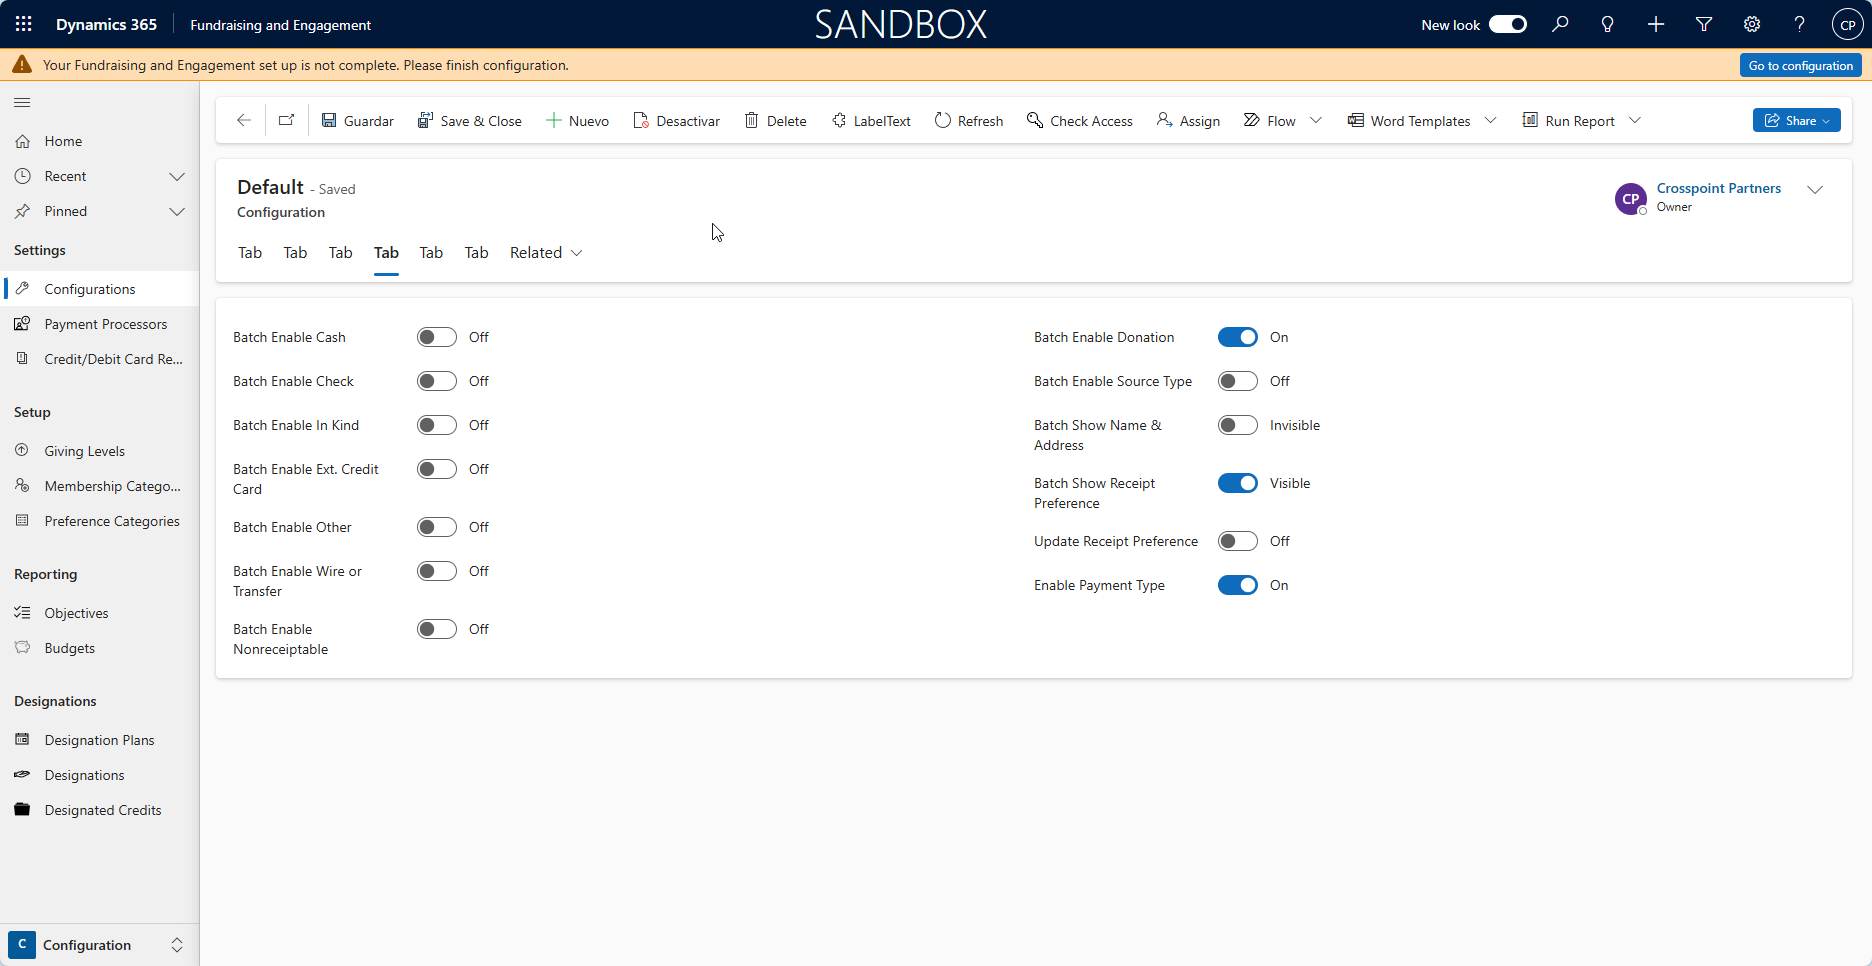 Dynamics 365
Fundraising and Engagement
SANDBOX
New look
CP
Your Fundraising and Engagement set up is not complete. Please finish configuration.
Go to configuration
Guardar
Save & Close
Nuevo
Desactivar
Delete
LabelText
Refresh
Check Access
Assign
Flow
Word Templates
Run Report
Share
Home
Recent
Pinned
Settings
Configurations
Payment Processors
Credit/Debit Card Re...
Setup
Giving Levels
Membership Catego...
Preference Categories
Reporting
Objectives
Budgets
Designations
Designation Plans
Designations
Designated Credits
C
Configuration
Default - Saved
Configuration
CP
Crosspoint Partners
Owner
Tab Tab Tab Tab Tab Tab Related
Batch Enable Cash Off
Batch Enable Check Off
Batch Enable In Kind Off
Batch Enable Ext. Credit Off
Card
Batch Enable Other Off
Batch Enable Wire or Off
Transfer
Batch Enable Off
Nonreceiptable
Batch Enable Donation On
Batch Enable Source Type Off
Batch Show Name & Invisible
Address
Batch Show Receipt Visible
Preference
Update Receipt Preference Off
Enable Payment Type On